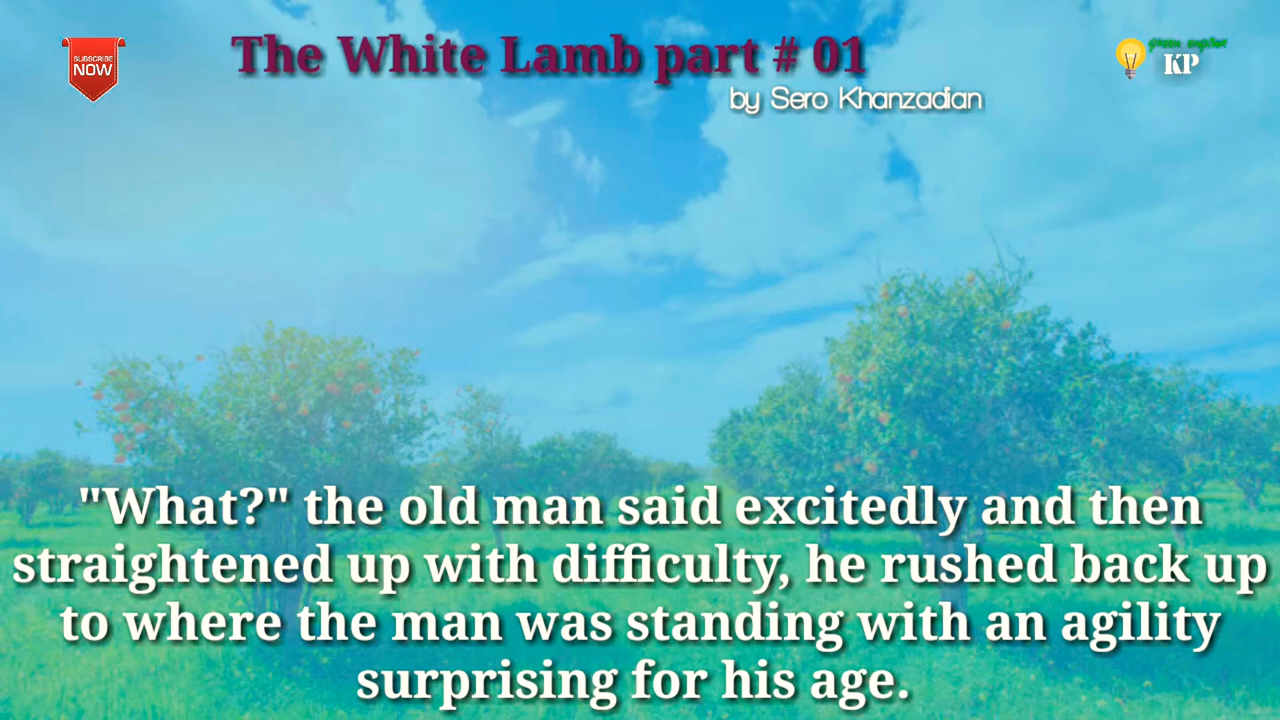 The White Lamb part # 01
by Sero Khanzadian
SUBSCRIBE
NOW
KP
"What?" the old man said excitedly and then
straightened up with difficulty, he rushed back up
to where the man was standing with an agility
surprising for his age.